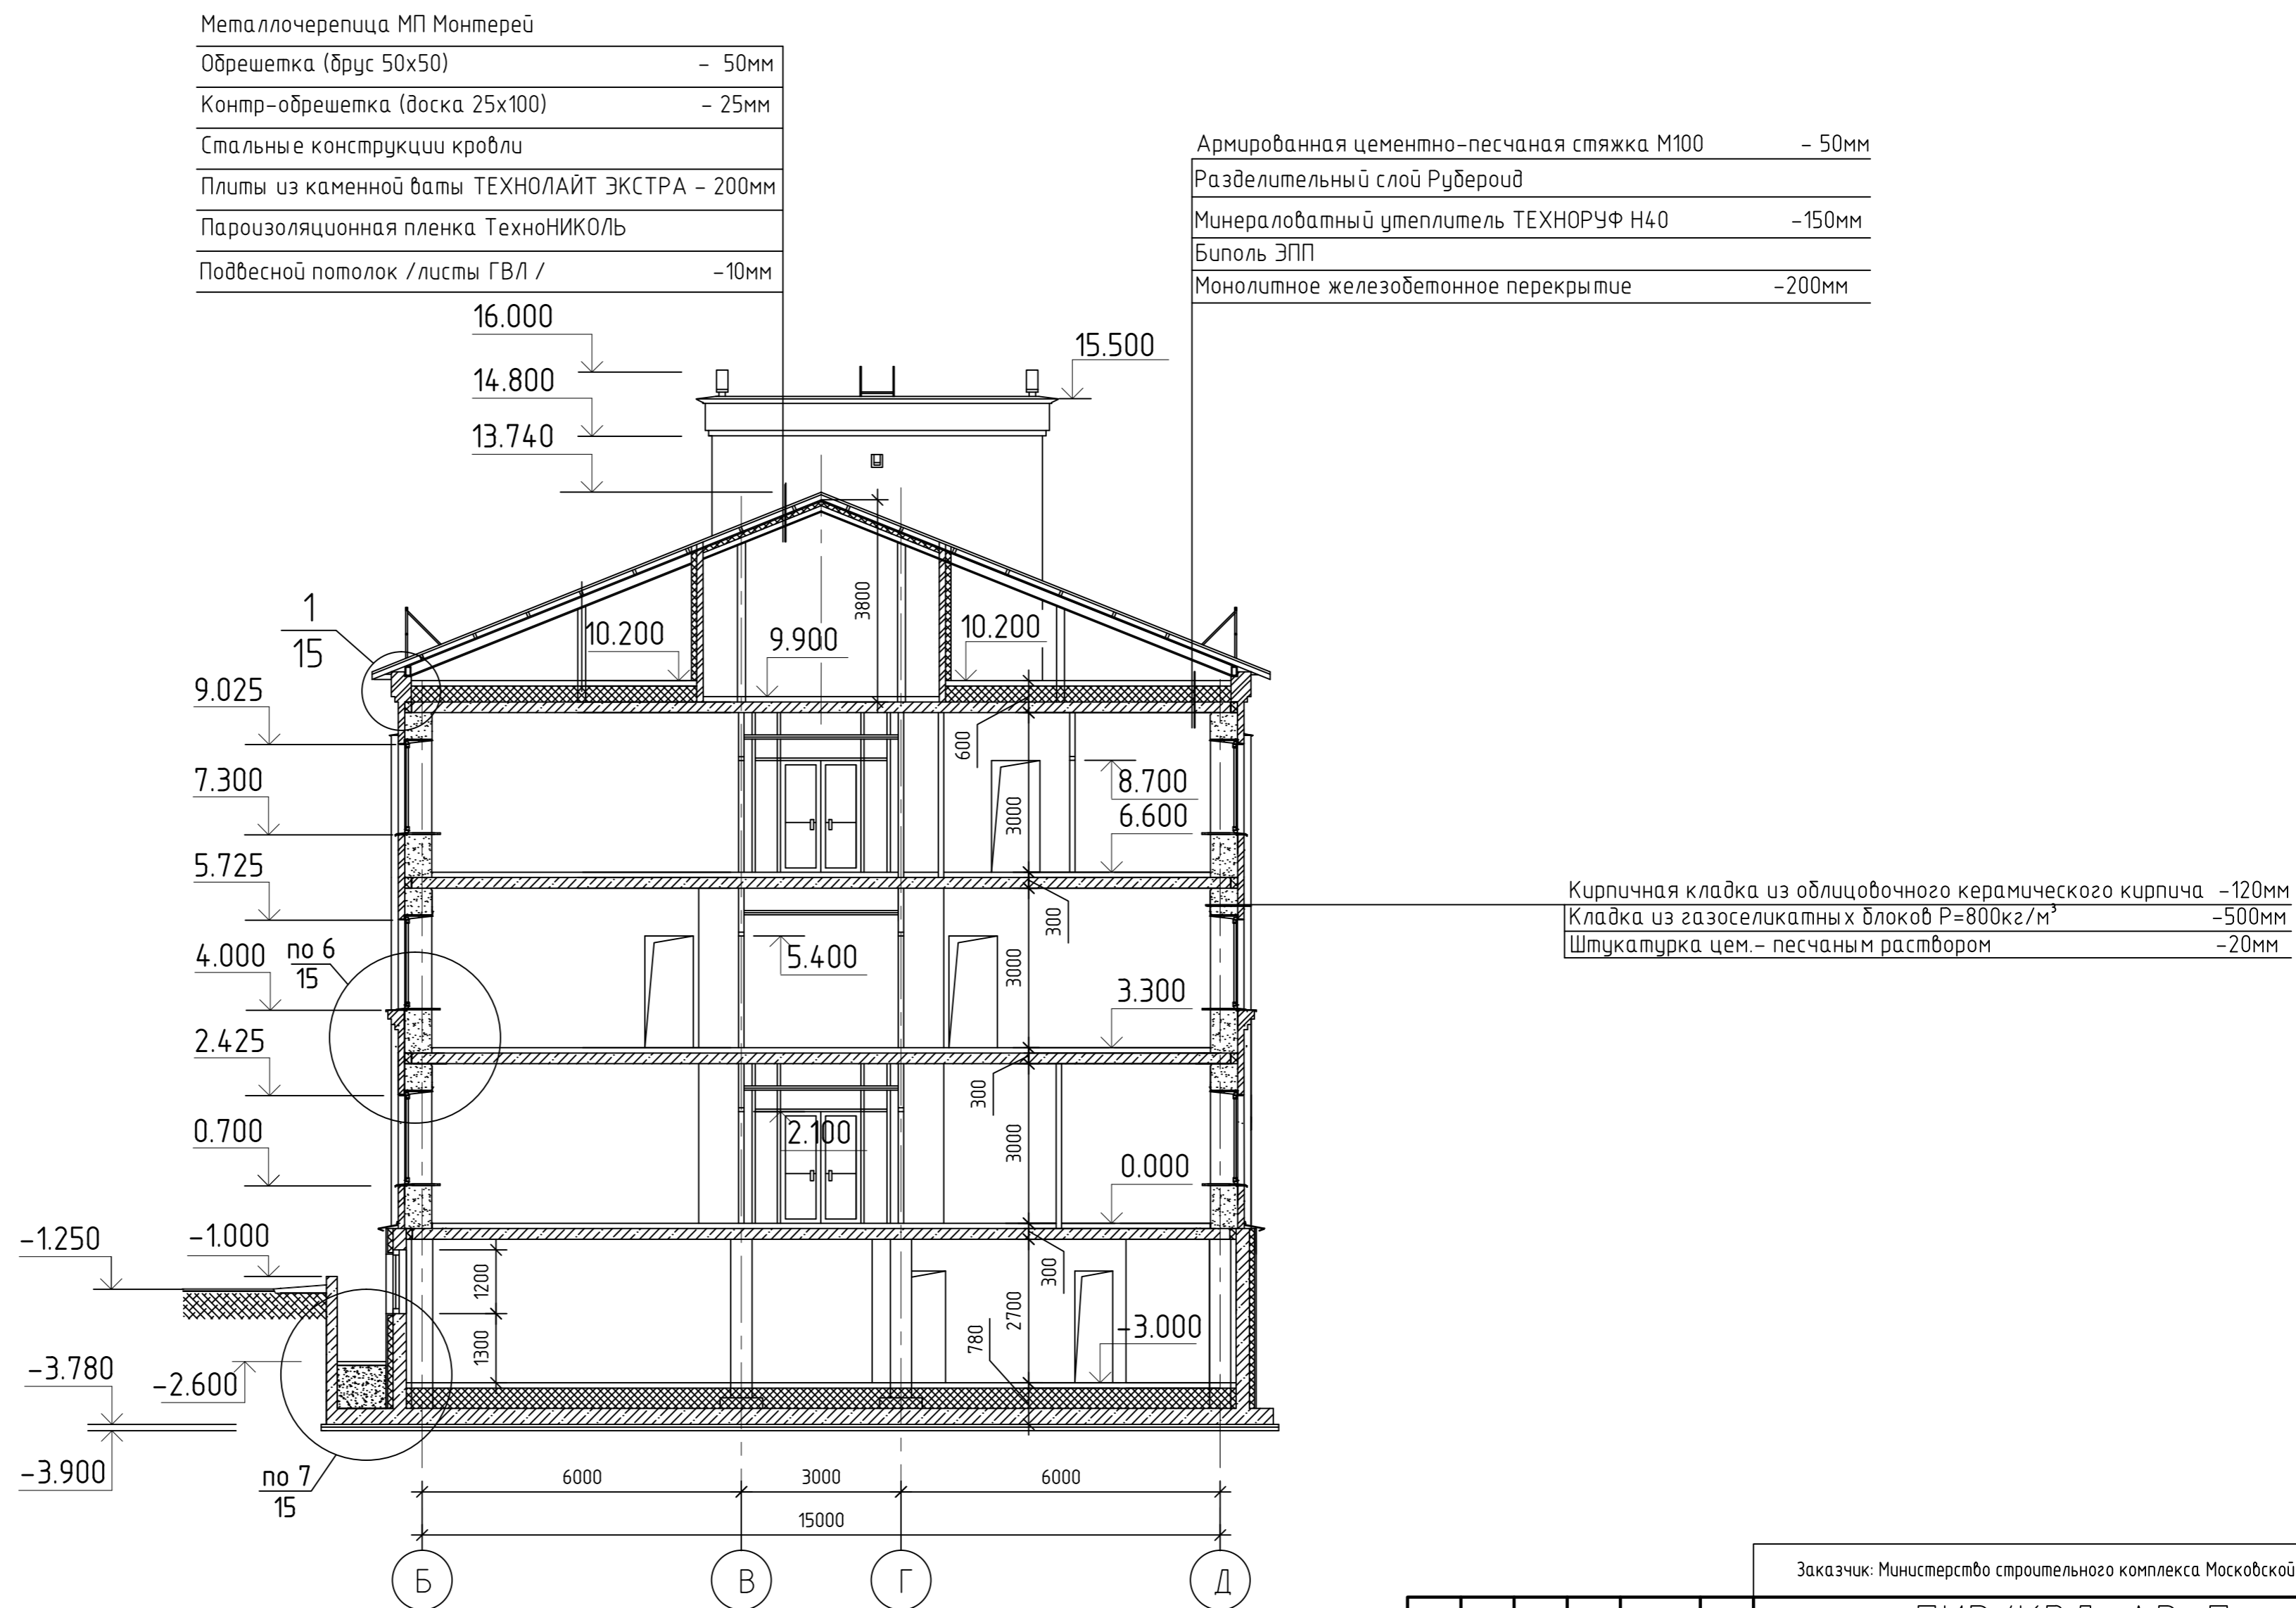 Металлочерепица МП Монтерей
Обрешетка (брус 50х50) - 50мм
Контр-обрешетка (доска 25х100) - 25мм
Стальные конструкции кровли
Плиты из каменной ваты ТЕХНОЛАЙТ ЭКСТРА - 200мм
Пароизоляционная пленка ТехноНИКОЛЬ
Подвесной потолок /листы ГВЛ / -10мм
Армированная цементно-песчаная стяжка М100 - 50мм
Разделительный слой Рубероид
Минераловатный утеплитель ТЕХНОРУФ Н40 -150мм
Биполь ЭПП
Монолитное железобетонное перекрытие -200мм
16.000
15.500
14.800
13.740
3800
1
15
10.200
9.900
10.200
9.025
600
7.300
8.700
3000
6.600
5.725
Кирпичная кладка из облицовочного керамического кирпича -120мм
Кладка из газоселикатных блоков Р=800кг/м³ -500мм
Штукатурка цем.- песчаным раствором -20мм
300
4.000
по 6
15
5.400
3000
3.300
2.425
300
0.700
2.100
3000
0.000
-1.250
-1.000
1200
300
2700
-3.000
1300
780
-3.780
-2.600
-3.900
по 7
15
6000
3000
6000
15000
Б
В
Г
Д
Заказчик: Министерство строительного комплекса Московской